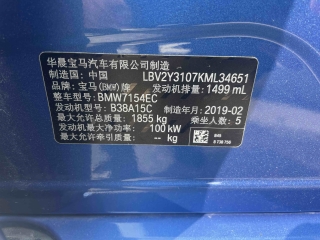 华晨宝马汽车有限公司制造
制造国：中国 LBV2Y3107KML34651
品牌：宝马(BMW)牌 发动机排量：1499 mL
整车型号：BMW7154EC
发动机型号：B38A15C 制造年月：2019-02
最大允许总质量：1855 kg 乘坐人数：5
发动机最大净功率：100 kW
最大允许牵引质量：-- kg